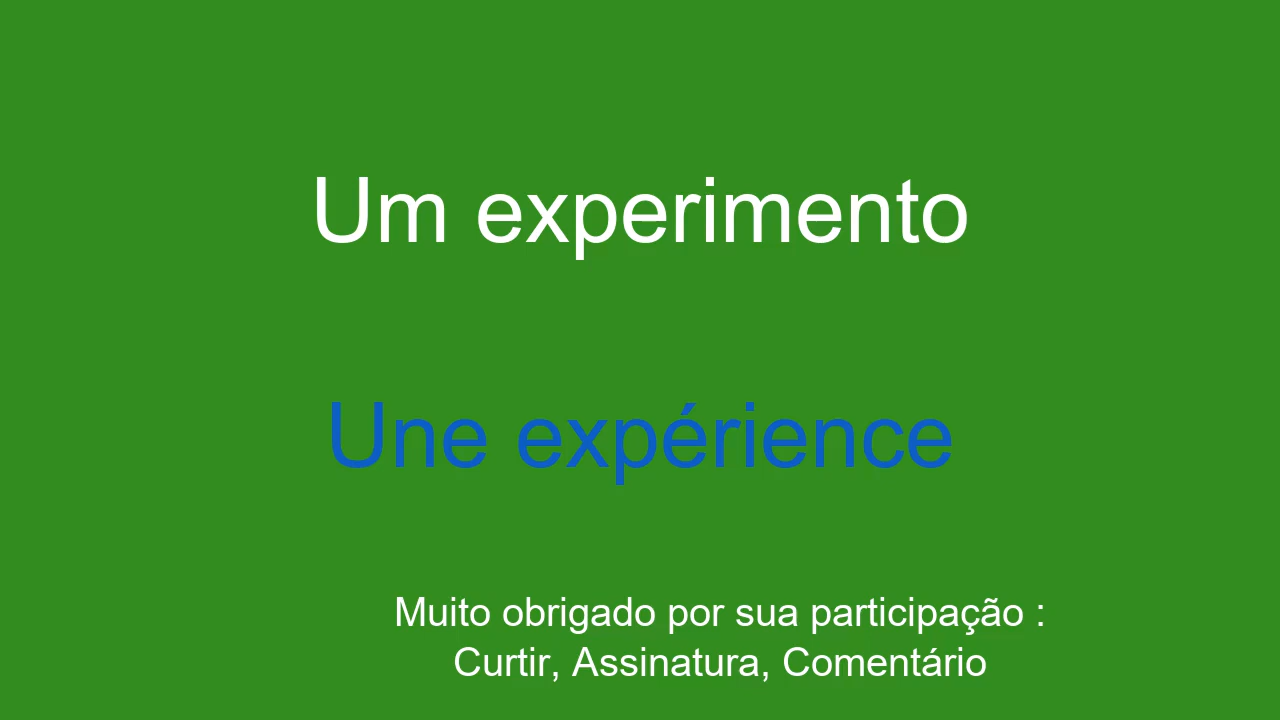 Um experimento
Une expérience
Muito obrigado por sua participação :
Curtir, Assinatura, Comentário